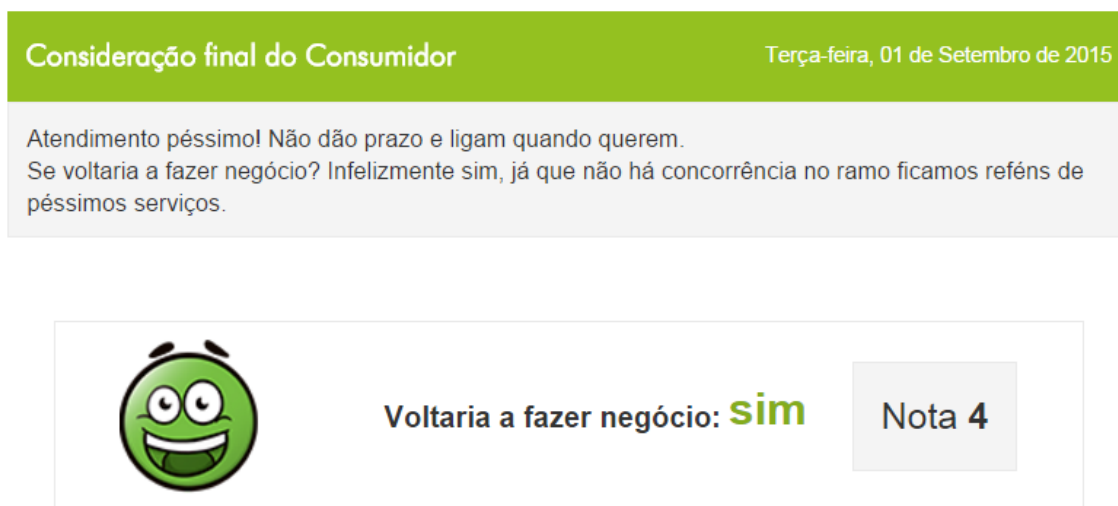 Consideração final do Consumidor
Terça-feira, 01 de Setembro de 2015
Atendimento péssimo! Não dão prazo e ligam quando querem.
Se voltaria a fazer negócio? Infelizmente sim, já que não há concorrência no ramo ficamos reféns de
péssimos serviços.
Voltaria a fazer negócio: sim
Nota 4